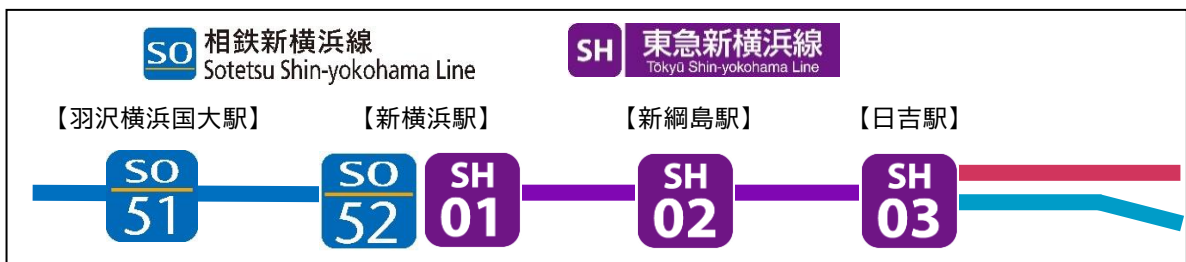 SO
相鉄新横浜線
Sotetsu Shin-yokohama Line
SH
東急新横浜線
Tōkyū Shin-yokohama Line
【羽沢横浜国大駅】
【新横浜駅】
【新綱島駅】
【日吉駅】
SO
51
SO
52
SH
01
SH
02
SH
03